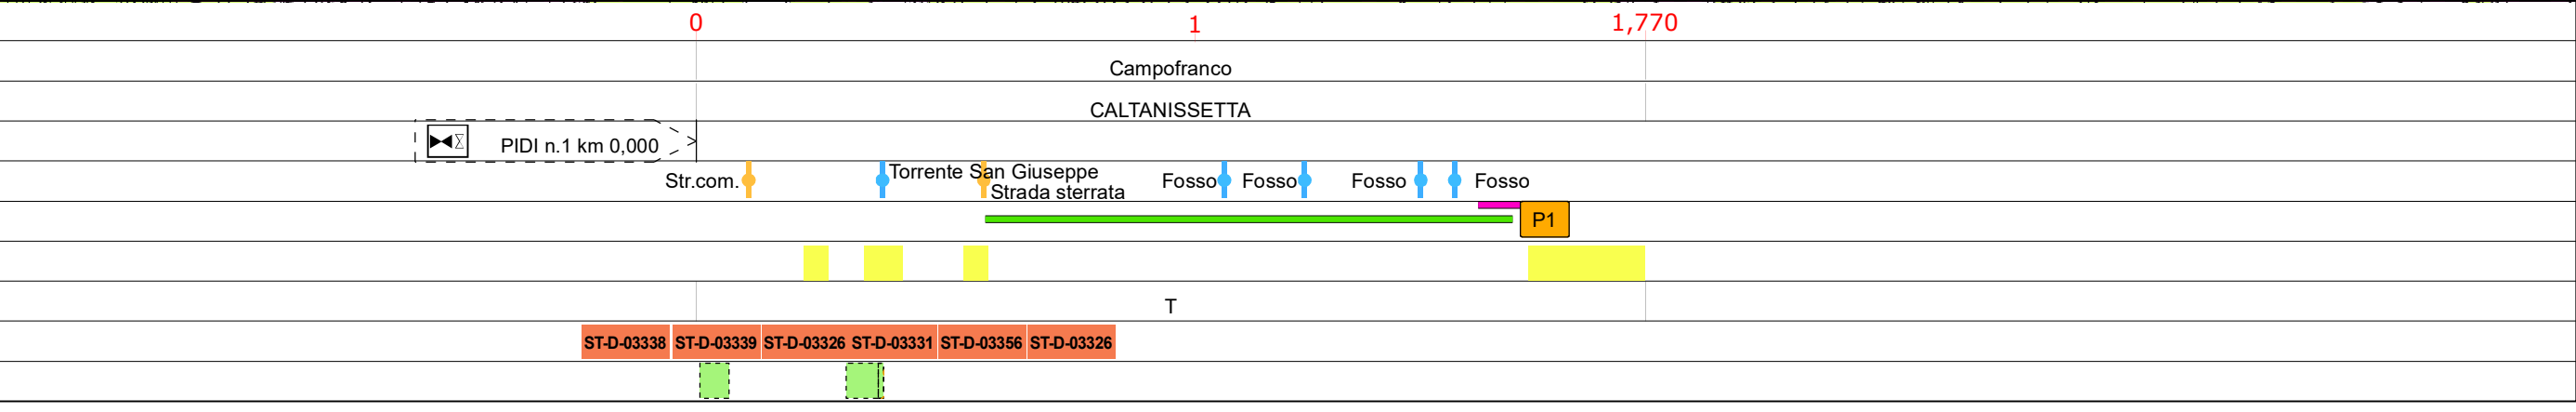 0 1 1,770
Campofranco
CALTANISSETTA
PIDI n.1 km 0,000
Str.com. Torrente San Giuseppe Strada sterrata Fosso Fosso Fosso Fosso
P1
T
ST-D-03338 ST-D-03339 ST-D-03326 ST-D-03331 ST-D-03356 ST-D-03326